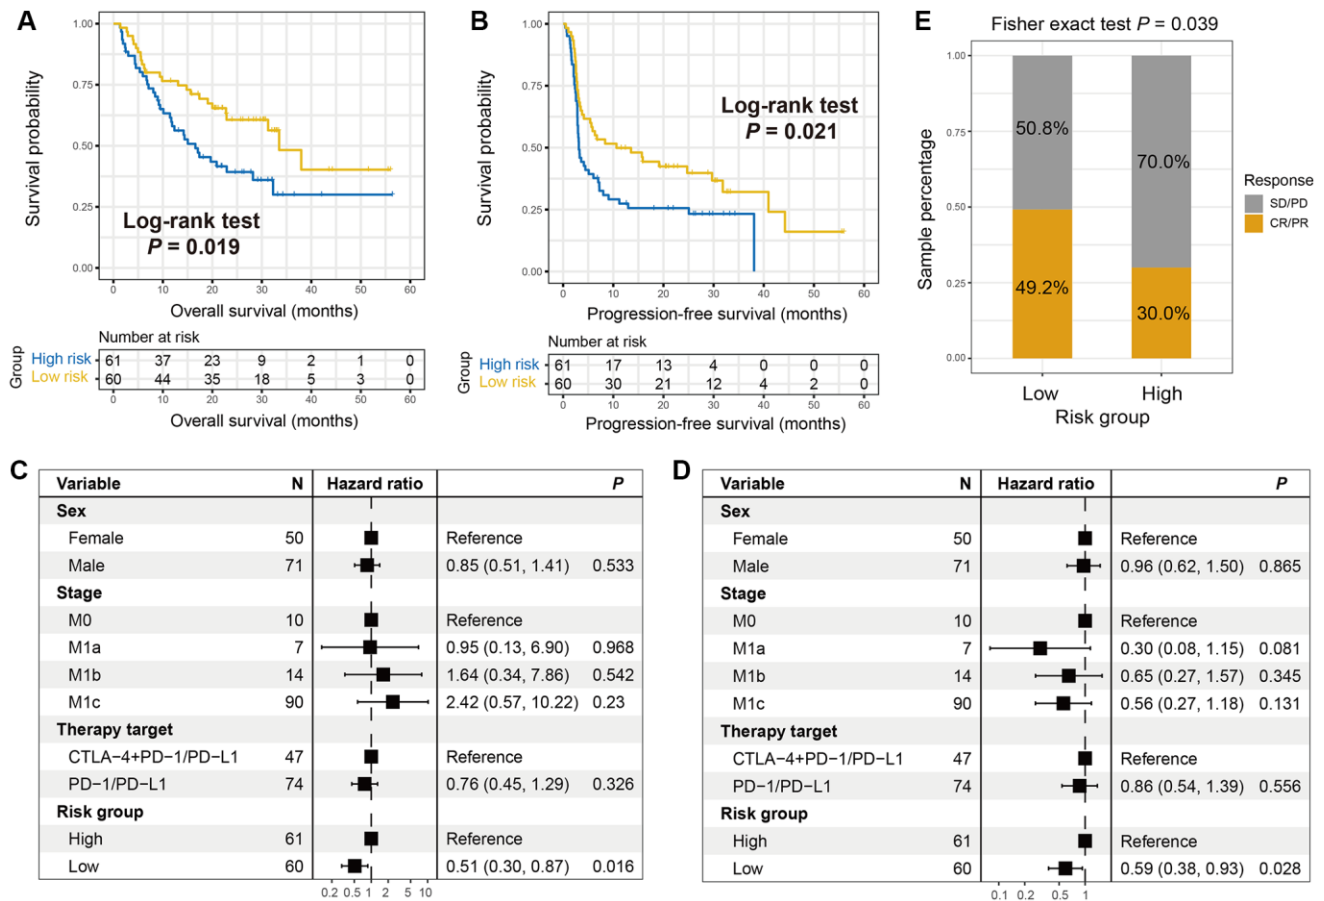 A
1.00
0.75
0.50
0.25
0.00
Survival probability
Log-rank test
P = 0.019
0 10 20 30 40 50 60
Overall survival (months)
Number at risk
Group
High risk 61 37 23 9 2 1 0
Low risk 60 44 35 18 5 3 0
0 10 20 30 40 50 60
Overall survival (months)
B
1.00
0.75
0.50
0.25
0.00
Survival probability
Log-rank test
P = 0.021
0 10 20 30 40 50 60
Progression-free survival (months)
Number at risk
Group
High risk 61 17 13 4 0 0 0
Low risk 60 30 21 12 4 2 0
0 10 20 30 40 50 60
Progression-free survival (months)
E
Fisher exact test P = 0.039
1.00
0.75
0.50
0.25
0.00
Sample percentage
50.8%
70.0%
49.2%
30.0%
Low High
Risk group
Response
SD/PD
CR/PR
C
Variable N Hazard ratio P
Sex
Female 50 Reference
Male 71 0.85 (0.51, 1.41) 0.533
Stage
M0 10 Reference
M1a 7 0.95 (0.13, 6.90) 0.968
M1b 14 1.64 (0.34, 7.86) 0.542
M1c 90 2.42 (0.57, 10.22) 0.23
Therapy target
CTLA−4+PD−1/PD−L1 47 Reference
PD−1/PD−L1 74 0.76 (0.45, 1.29) 0.326
Risk group
High 61 Reference
Low 60 0.51 (0.30, 0.87) 0.016
0.2 0.5 1 2 5 10
D
Variable N Hazard ratio P
Sex
Female 50 Reference
Male 71 0.96 (0.62, 1.50) 0.865
Stage
M0 10 Reference
M1a 7 0.30 (0.08, 1.15) 0.081
M1b 14 0.65 (0.27, 1.57) 0.345
M1c 90 0.56 (0.27, 1.18) 0.131
Therapy target
CTLA−4+PD−1/PD−L1 47 Reference
PD−1/PD−L1 74 0.86 (0.54, 1.39) 0.556
Risk group
High 61 Reference
Low 60 0.59 (0.38, 0.93) 0.028
0.1 0.2 0.5 1